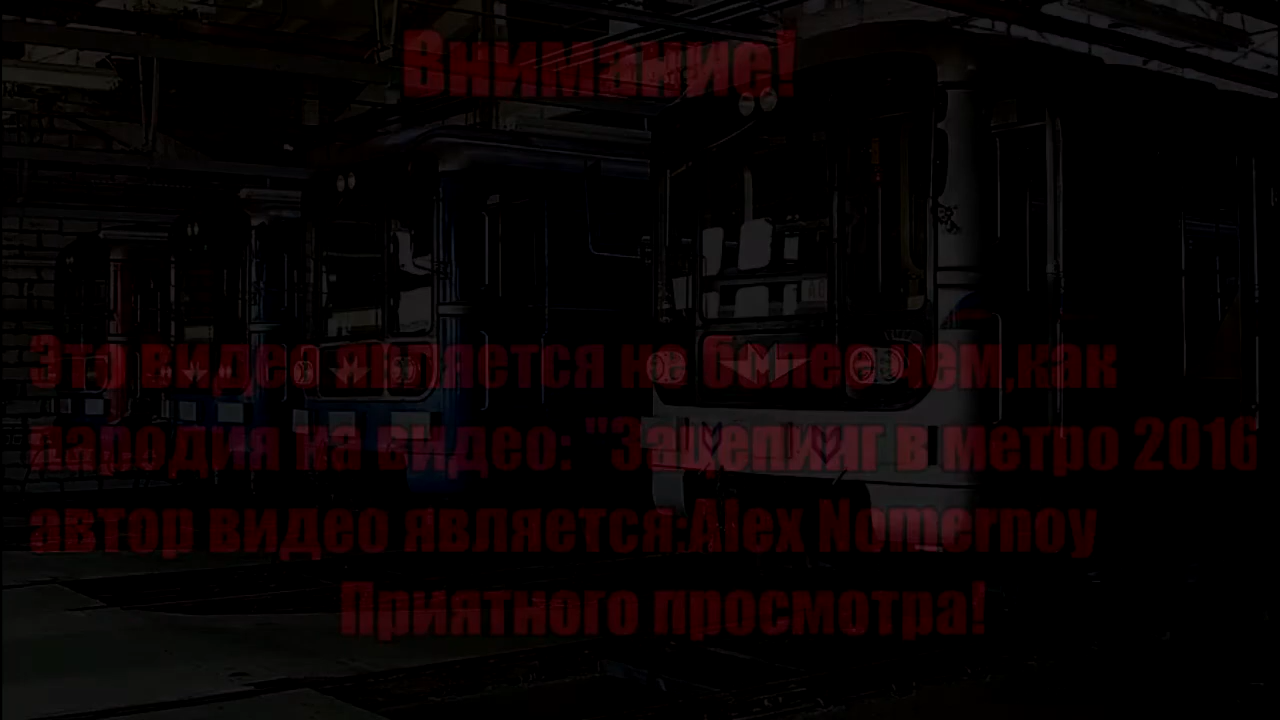 Внимание!
Это видео является не более чем,как
пародия на видео: "Зацепинг в метро 2016
автор видео является:Alex Nomernoy
Приятного просмотра!